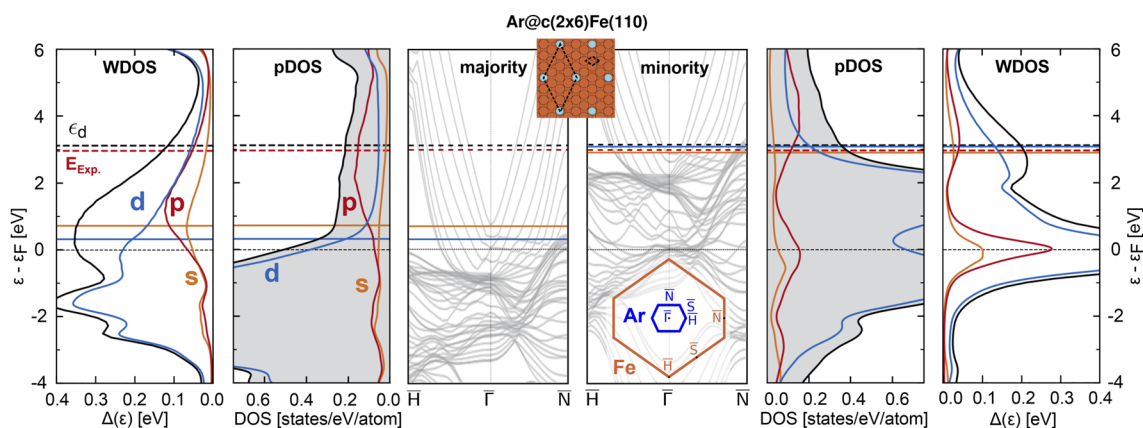 Ar@c(2x6)Fe(110)
WDOS
pDOS
majority
minority
pDOS
WDOS
6
4
2
0
-2
-4
ε - εF [eV]
ϵd
EExp.
d
p
s
d
p
s
N̅
Γ̅
S̅
H̅
Ar
Fe
N̅
S̅
H̅
6
4
2
0
-2
-4
ε - εF [eV]
0.4 0.3 0.2 0.1 0.0
Δ(ε) [eV]
0.6 0.4 0.2 0.0
DOS [states/eV/atom]
H̅ Γ̅ N̅
H̅ Γ̅ N̅
0.0 0.2 0.4 0.6
DOS [states/eV/atom]
0.0 0.1 0.2 0.3 0.4
Δ(ε) [eV]